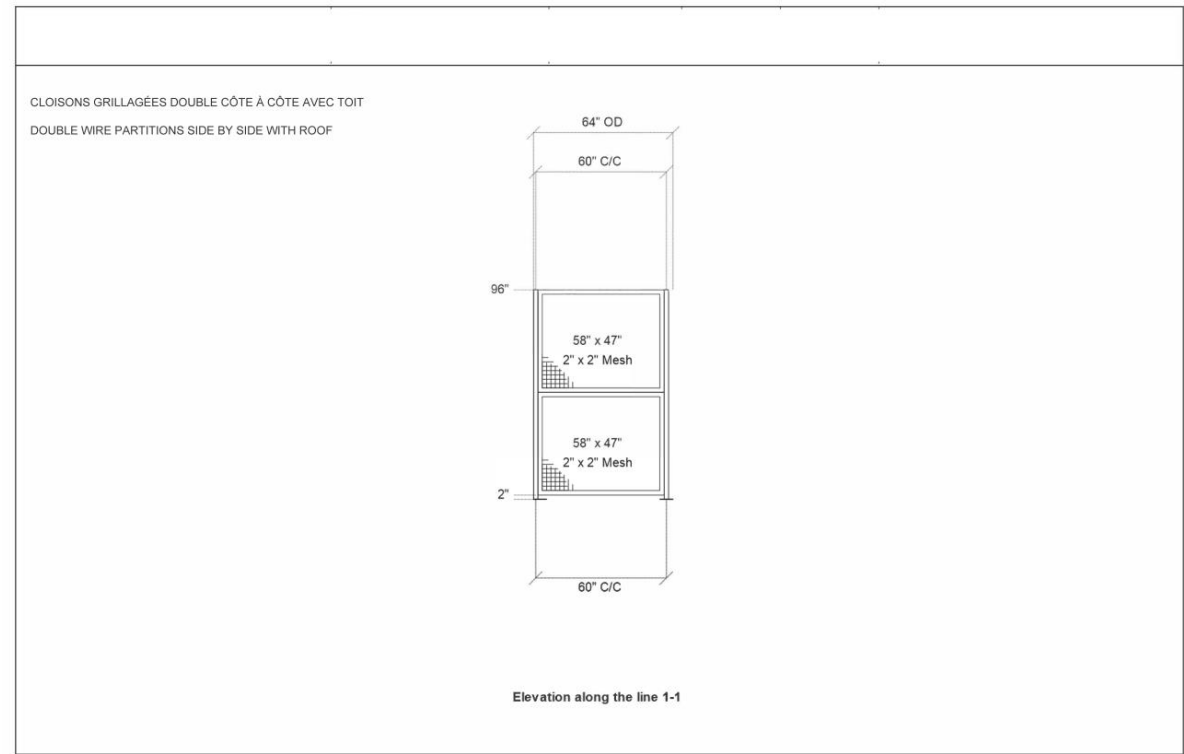 CLOISONS GRILLAGÉES DOUBLE CÔTE À CÔTE AVEC TOIT
DOUBLE WIRE PARTITIONS SIDE BY SIDE WITH ROOF
64" OD
60" C/C
96"
58" x 47"
2" x 2" Mesh
58" x 47"
2" x 2" Mesh
2"
60" C/C
Elevation along the line 1-1